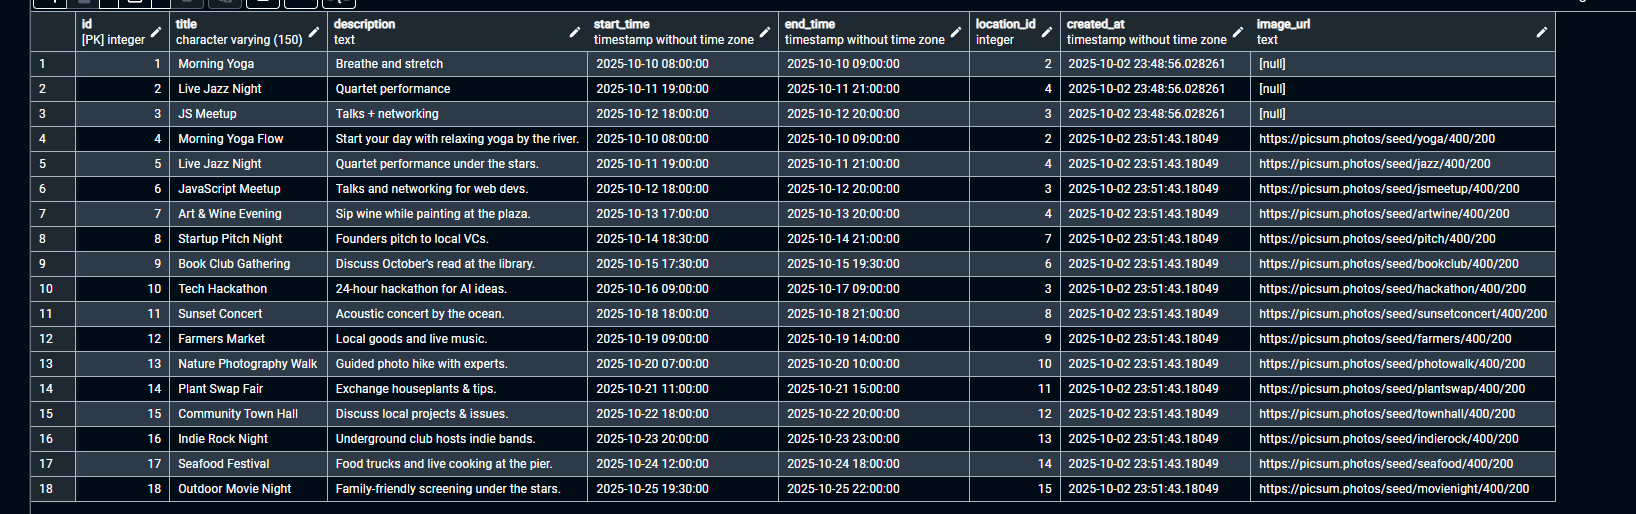 id title description start_time end_time location_id created_at image_url
[PK] integer character varying (150) text timestamp without time zone timestamp without time zone integer timestamp without time zone text
1 1 Morning Yoga Breathe and stretch 2025-10-10 08:00:00 2025-10-10 09:00:00 2 2025-10-02 23:48:56.028261 [null]
2 2 Live Jazz Night Quartet performance 2025-10-11 19:00:00 2025-10-11 21:00:00 4 2025-10-02 23:48:56.028261 [null]
3 3 JS Meetup Talks + networking 2025-10-12 18:00:00 2025-10-12 20:00:00 3 2025-10-02 23:48:56.028261 [null]
4 4 Morning Yoga Flow Start your day with relaxing yoga by the river. 2025-10-10 08:00:00 2025-10-10 09:00:00 2 2025-10-02 23:51:43.18049 https://picsum.photos/seed/yoga/400/200
5 5 Live Jazz Night Quartet performance under the stars. 2025-10-11 19:00:00 2025-10-11 21:00:00 4 2025-10-02 23:51:43.18049 https://picsum.photos/seed/jazz/400/200
6 6 JavaScript Meetup Talks and networking for web devs. 2025-10-12 18:00:00 2025-10-12 20:00:00 3 2025-10-02 23:51:43.18049 https://picsum.photos/seed/jsmeetup/400/200
7 7 Art & Wine Evening Sip wine while painting at the plaza. 2025-10-13 17:00:00 2025-10-13 20:00:00 4 2025-10-02 23:51:43.18049 https://picsum.photos/seed/artwine/400/200
8 8 Startup Pitch Night Founders pitch to local VCs. 2025-10-14 18:30:00 2025-10-14 21:00:00 7 2025-10-02 23:51:43.18049 https://picsum.photos/seed/pitch/400/200
9 9 Book Club Gathering Discuss October's read at the library. 2025-10-15 17:30:00 2025-10-15 19:30:00 6 2025-10-02 23:51:43.18049 https://picsum.photos/seed/bookclub/400/200
10 10 Tech Hackathon 24-hour hackathon for AI ideas. 2025-10-16 09:00:00 2025-10-17 09:00:00 3 2025-10-02 23:51:43.18049 https://picsum.photos/seed/hackathon/400/200
11 11 Sunset Concert Acoustic concert by the ocean. 2025-10-18 18:00:00 2025-10-18 21:00:00 8 2025-10-02 23:51:43.18049 https://picsum.photos/seed/sunsetconcert/400/200
12 12 Farmers Market Local goods and live music. 2025-10-19 09:00:00 2025-10-19 14:00:00 9 2025-10-02 23:51:43.18049 https://picsum.photos/seed/farmers/400/200
13 13 Nature Photography Walk Guided photo hike with experts. 2025-10-20 07:00:00 2025-10-20 10:00:00 10 2025-10-02 23:51:43.18049 https://picsum.photos/seed/photowalk/400/200
14 14 Plant Swap Fair Exchange houseplants & tips. 2025-10-21 11:00:00 2025-10-21 15:00:00 11 2025-10-02 23:51:43.18049 https://picsum.photos/seed/plantswap/400/200
15 15 Community Town Hall Discuss local projects & issues. 2025-10-22 18:00:00 2025-10-22 20:00:00 12 2025-10-02 23:51:43.18049 https://picsum.photos/seed/townhall/400/200
16 16 Indie Rock Night Underground club hosts indie bands. 2025-10-23 20:00:00 2025-10-23 23:00:00 13 2025-10-02 23:51:43.18049 https://picsum.photos/seed/indierock/400/200
17 17 Seafood Festival Food trucks and live cooking at the pier. 2025-10-24 12:00:00 2025-10-24 18:00:00 14 2025-10-02 23:51:43.18049 https://picsum.photos/seed/seafood/400/200
18 18 Outdoor Movie Night Family-friendly screening under the stars. 2025-10-25 19:30:00 2025-10-25 22:00:00 15 2025-10-02 23:51:43.18049 https://picsum.photos/seed/movienight/400/200